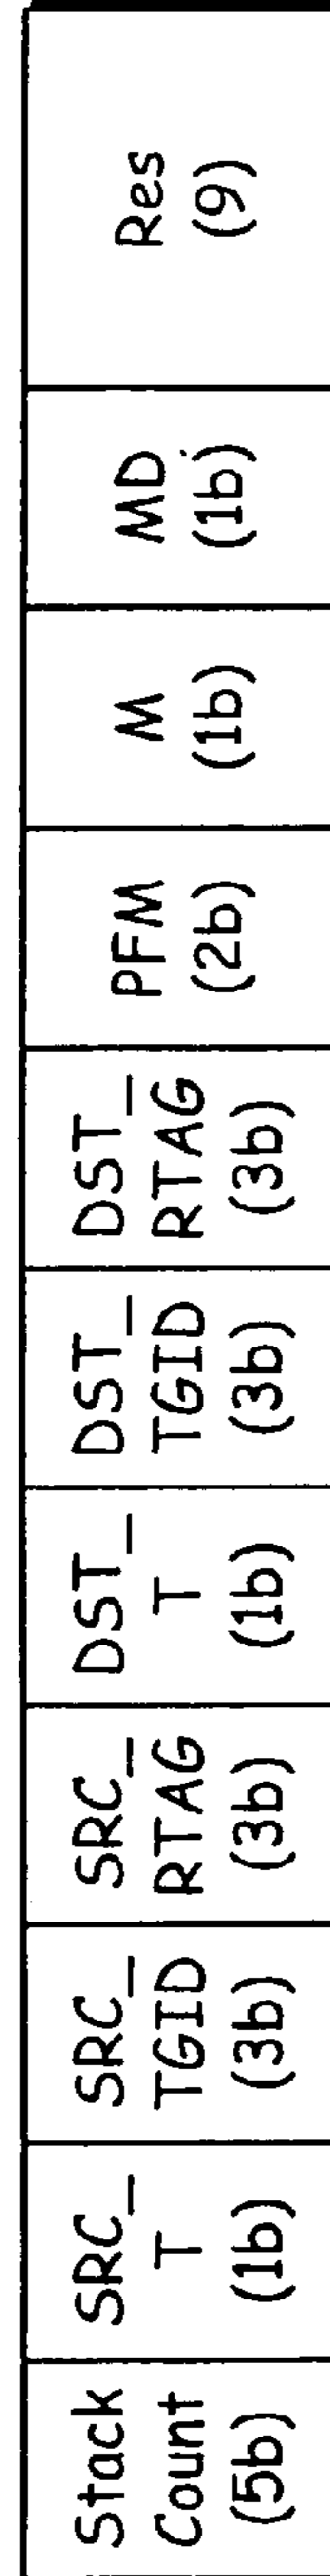 Stack
Count
(5b)
SRC_
T
(1b)
SRC_
TGID
(3b)
SRC_
RTAG
(3b)
DST_
T
(1b)
DST_
TGID
(3b)
DST_
RTAG
(3b)
PFM
(2b)
M
(1b)
MD
(1b)
Res
(9)